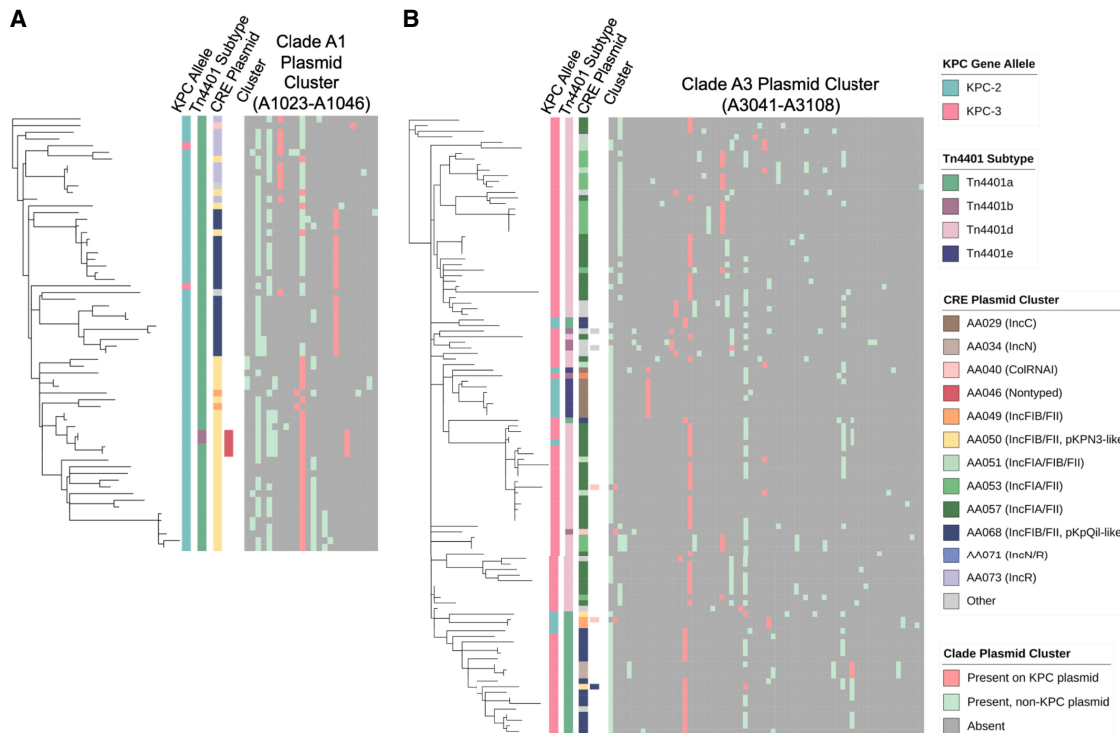 A
KPC Allele
Tn4401 Subtype
CRE Plasmid
Cluster
Clade A1
Plasmid
Cluster
(A1023-A1046)
B
KPC Allele
Tn4401 Subtype
CRE Plasmid
Cluster
Clade A3 Plasmid Cluster
(A3041-A3108)
KPC Gene Allele
KPC-2
KPC-3
Tn4401 Subtype
Tn4401a
Tn4401b
Tn4401d
Tn4401e
CRE Plasmid Cluster
AA029 (IncC)
AA034 (IncN)
AA040 (ColRNAI)
AA046 (Nontyped)
AA049 (IncFIB/FII)
AA050 (IncFIB/FII, pKPN3-like
AA051 (IncFIA/FIB/FII)
AA053 (IncFIA/FII)
AA057 (IncFIA/FII)
AA068 (IncFIB/FII, pKpQil-like
AA071 (IncN/R)
AA073 (IncR)
Other
Clade Plasmid Cluster
Present on KPC plasmid
Present, non-KPC plasmid
Absent